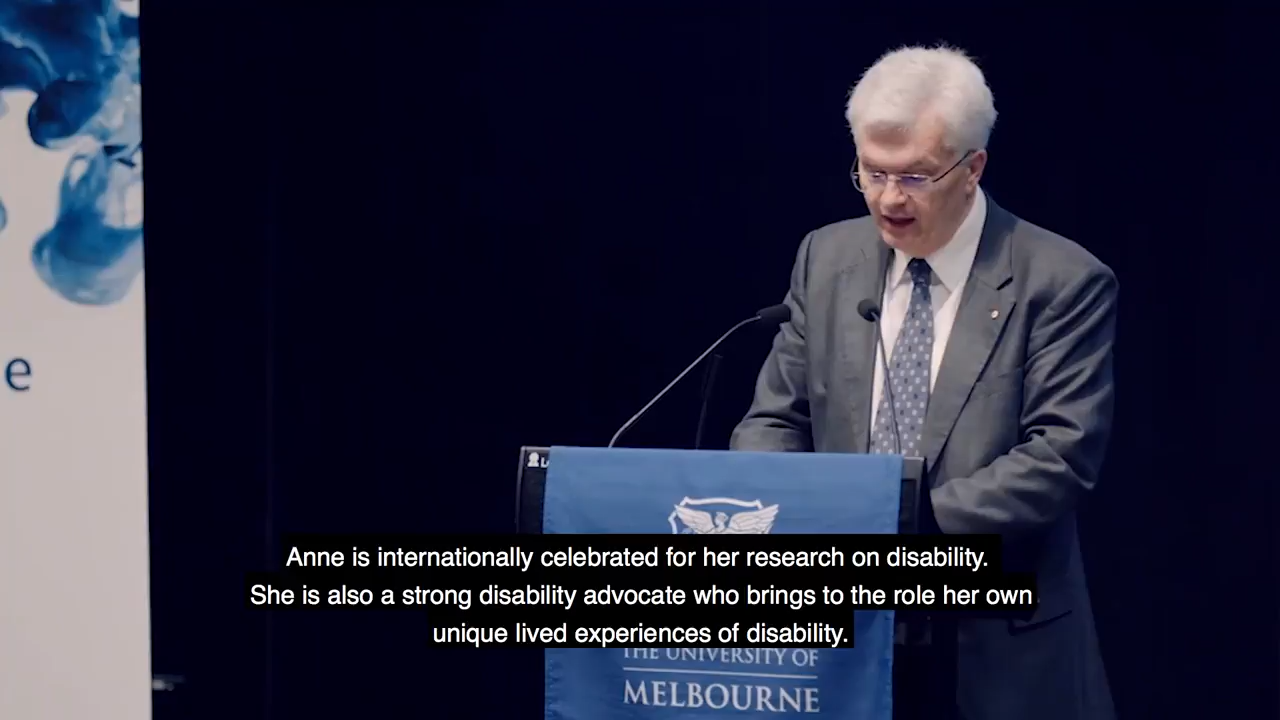 e
Anne is internationally celebrated for her research on disability.
She is also a strong disability advocate who brings to the role her own
unique lived experiences of disability.
THE UNIVERSITY OF
MELBOURNE